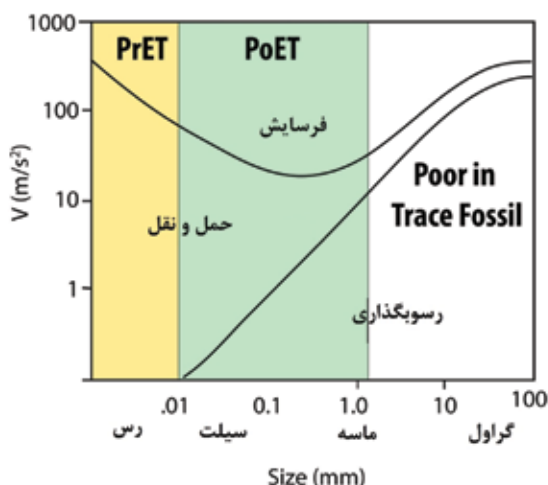 1000
PrET
PoET
فرسایش
100
V (m/s²)
Poor in
Trace Fossil
10
حمل و نقل
رسوبگذاری
1
.01
0.1
1.0
10
100
رس
سیلت
ماسه
گراول
Size (mm)